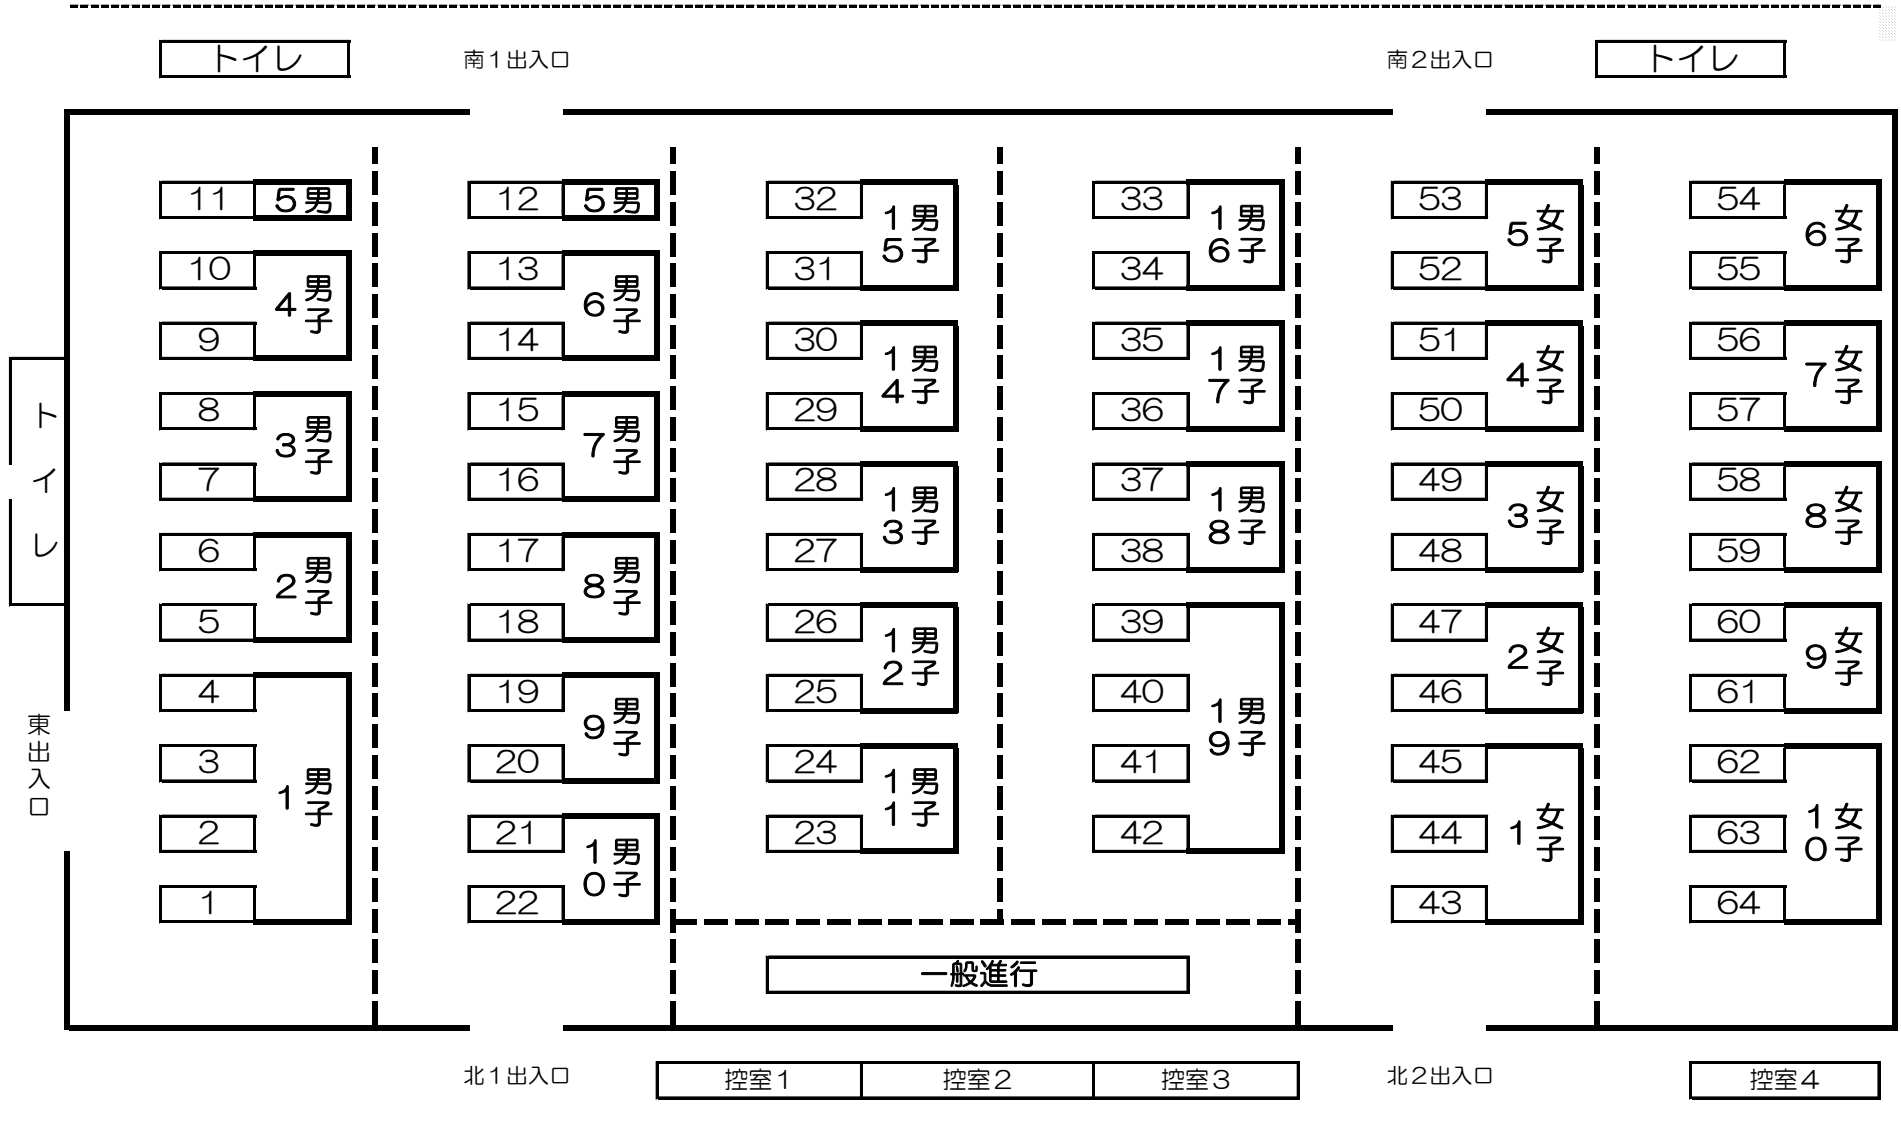 トイレ 南1出入口 南2出入口 トイレ
11 5男 12 5男 32 33 53 54
1男 1男 5女 6女
5子 6子 子 子
10 13 31 34 52 55
4男 6男
子 子
9 14 30 35 51 56
1男 1男 4女 7女
4子 7子 子 子
8 15 29 36 50 57
3男 7男
子 子
7 16 28 37 49 58
1男 1男 3女 8女
3子 8子 子 子
6 17 27 38 48 59
2男 8男
子 子
5 18 26 39 47 60
1男 2女 9女
2子 子 子
4 19 25 40 46 61
9男 1男
子 9子
3 20 24 41 45 62
1男 1男
子 1子
2 21 23 42 44 63
1男 1女 1女
0子 子 0子
1 22 43 64
トイレ
東出入口
一般進行
北1出入口 控室1 控室2 控室3 北2出入口 控室4